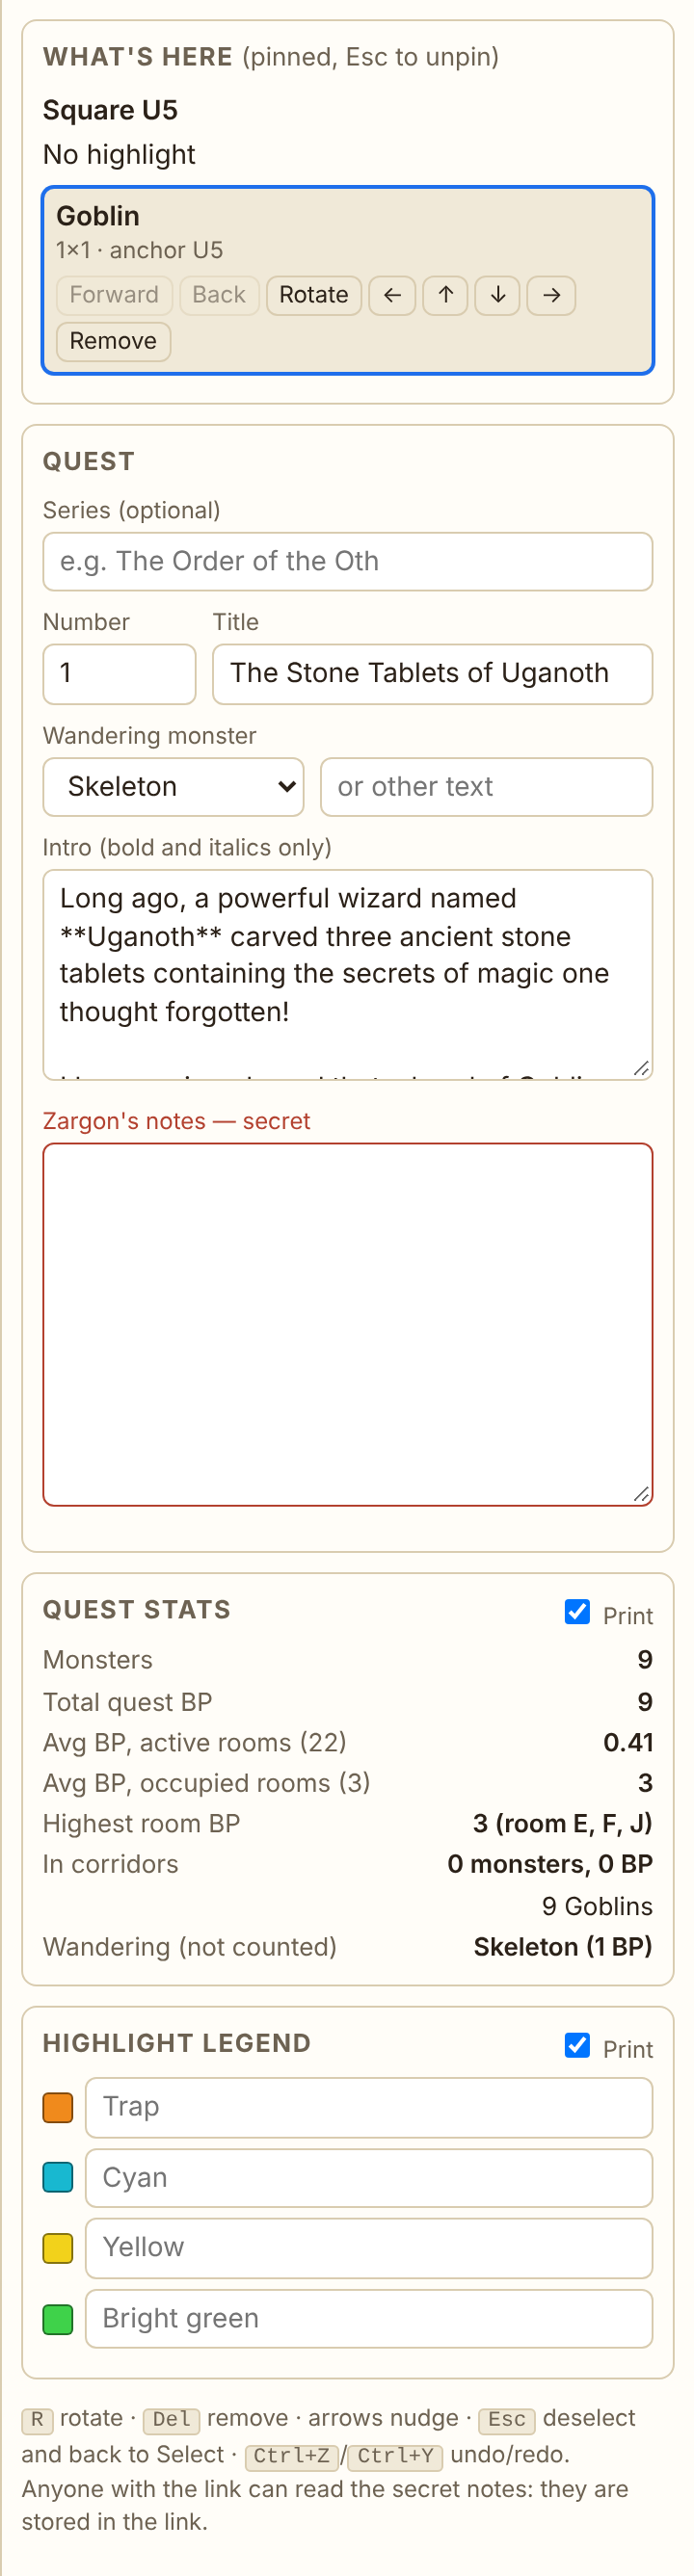 WHAT'S HERE (pinned, Esc to unpin)
Square U5
No highlight
Goblin
1×1 · anchor U5
Forward Back Rotate ← ↑ ↓ →
Remove
QUEST
Series (optional)
e.g. The Order of the Oth
Number Title
1 The Stone Tablets of Uganoth
Wandering monster
Skeleton or other text
Intro (bold and italics only)
Long ago, a powerful wizard named
**Uganoth** carved three ancient stone
tablets containing the secrets of magic one
thought forgotten!
Zargon's notes — secret
QUEST STATS Print
Monsters 9
Total quest BP 9
Avg BP, active rooms (22) 0.41
Avg BP, occupied rooms (3) 3
Highest room BP 3 (room E, F, J)
In corridors 0 monsters, 0 BP
9 Goblins
Wandering (not counted) Skeleton (1 BP)
HIGHLIGHT LEGEND Print
Trap
Cyan
Yellow
Bright green
R rotate · Del remove · arrows nudge · Esc deselect
and back to Select · Ctrl+Z/Ctrl+Y undo/redo.
Anyone with the link can read the secret notes: they are
stored in the link.